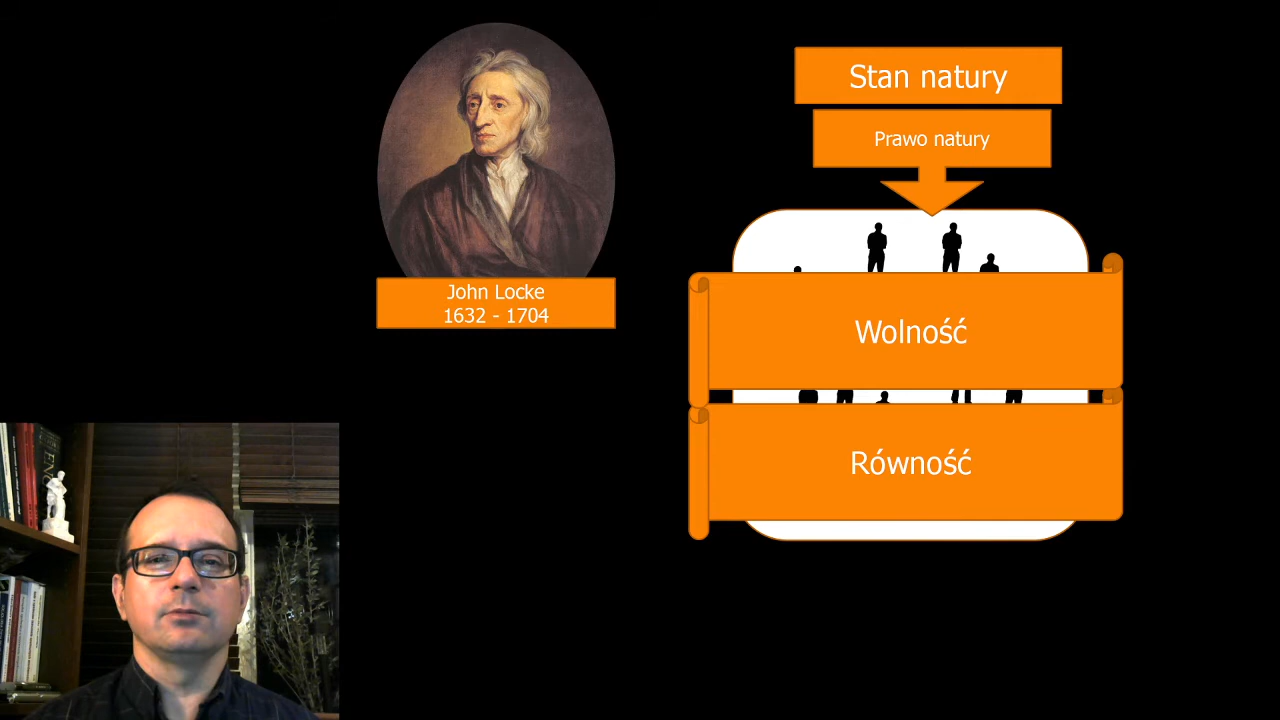 Stan natury
Prawo natury
John Locke
1632 - 1704
Wolność
Równość